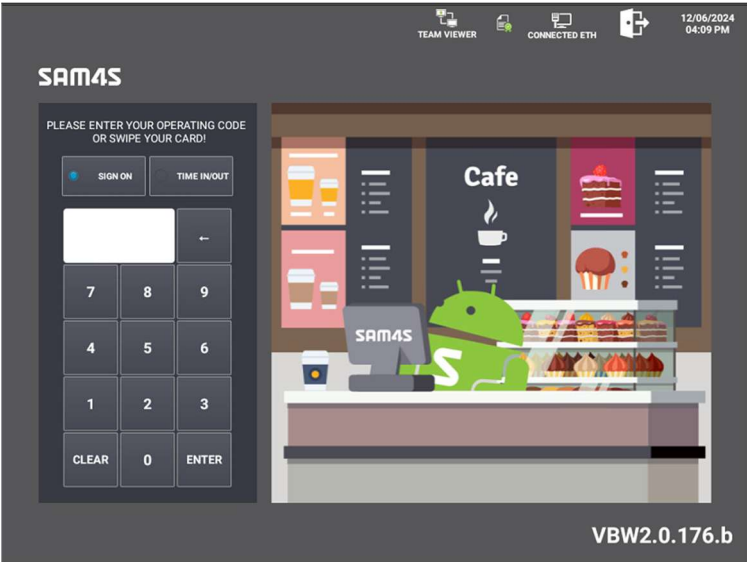 TEAM VIEWER
CONNECTED ETH
12/06/2024
04:09 PM
SAM4S
PLEASE ENTER YOUR OPERATING CODE
OR SWIPE YOUR CARD!
SIGN ON
TIME IN/OUT
←
7 8 9
4 5 6
1 2 3
CLEAR 0 ENTER
Cafe
SAM4S
S
VBW2.0.176.b